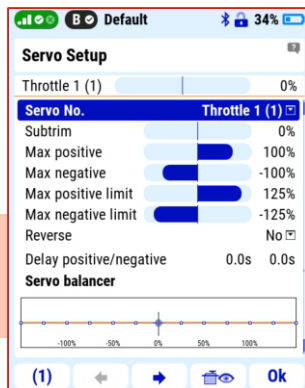 B Default 34%
Servo Setup ?
Throttle 1 (1) 0%
Servo No. Throttle 1 (1)
Subtrim 0%
Max positive 100%
Max negative -100%
Max positive limit 125%
Max negative limit -125%
Reverse No
Delay positive/negative 0.0s 0.0s
Servo balancer
-100% -50% 0% 50% 100%
(1) Ok